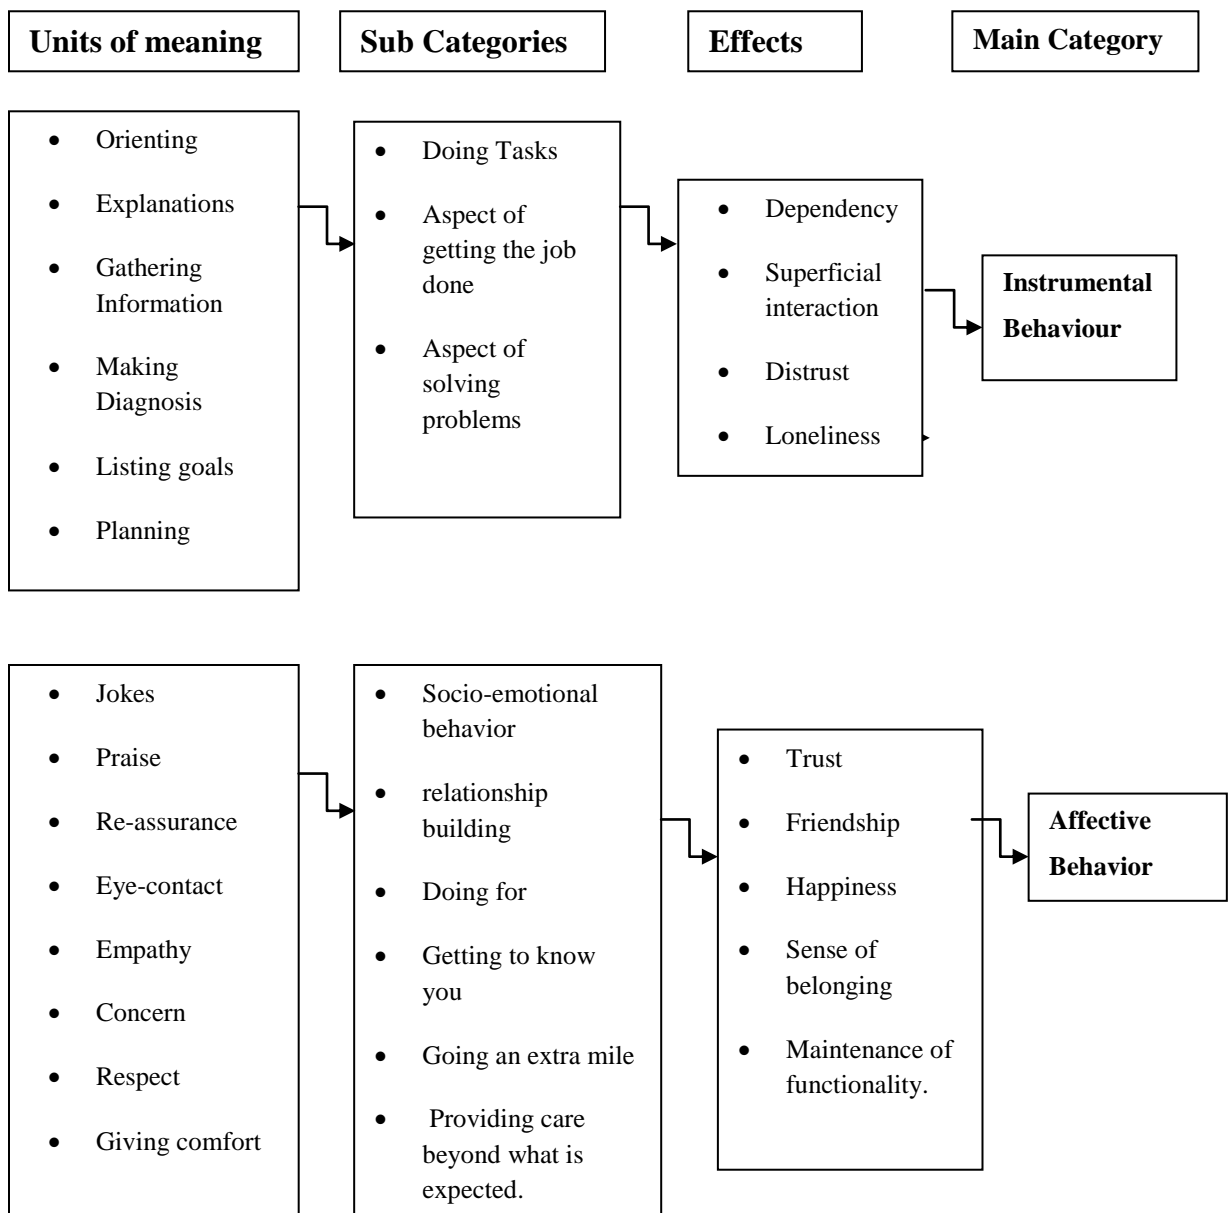 Units of meaning
Sub Categories
Effects
Main Category
• Orienting
• Explanations
• Gathering
Information
• Making
Diagnosis
• Listing goals
• Planning
• Doing Tasks
• Aspect of
getting the job
done
• Aspect of
solving
problems
• Dependency
• Superficial
interaction
• Distrust
• Loneliness
Instrumental
Behaviour
• Jokes
• Praise
• Re-assurance
• Eye-contact
• Empathy
• Concern
• Respect
• Giving comfort
• Socio-emotional
behavior
• relationship
building
• Doing for
• Getting to know
you
• Going an extra mile
• Providing care
beyond what is
expected.
• Trust
• Friendship
• Happiness
• Sense of
belonging
• Maintenance of
functionality.
Affective
Behavior